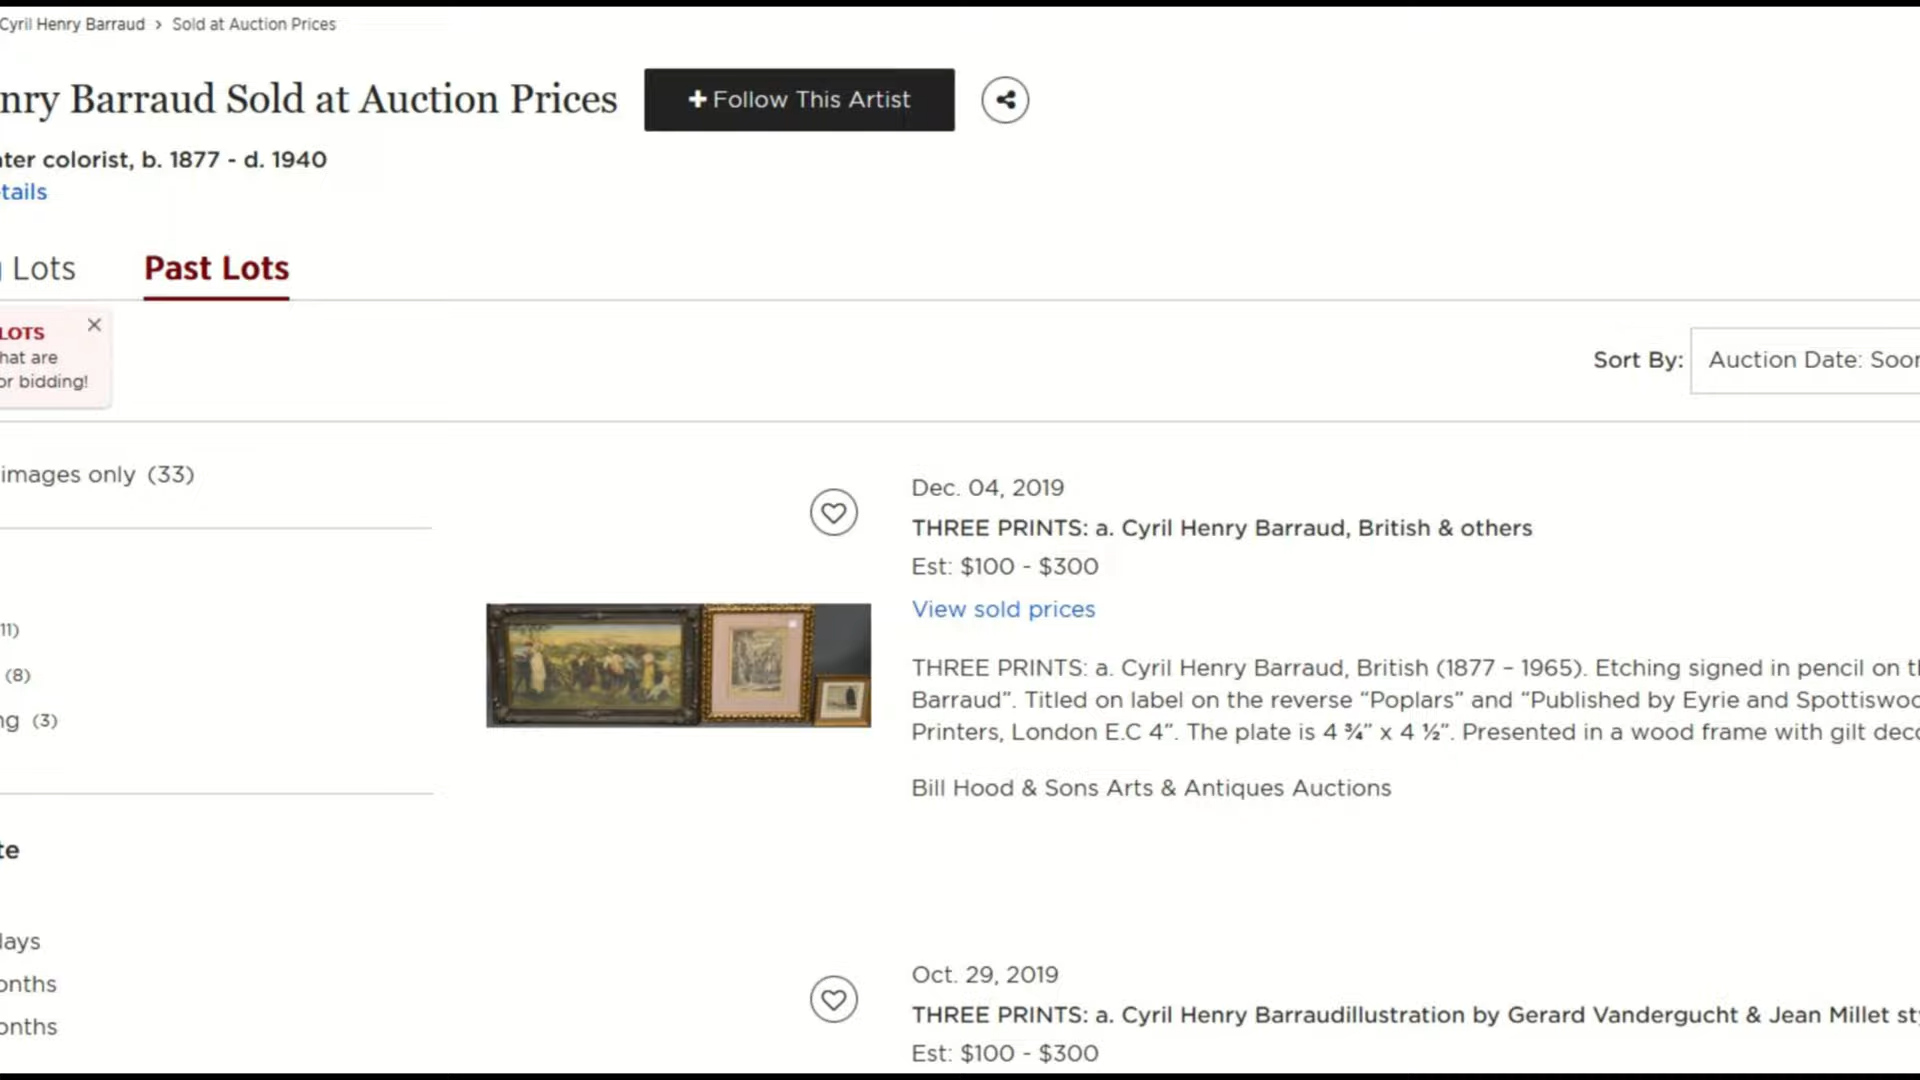 Cyril Henry Barraud › Sold at Auction Prices
nry Barraud Sold at Auction Prices
+ Follow This Artist
ter colorist, b. 1877 - d. 1940
tails
Lots
Past Lots
LOTS
hat are
or bidding!
Sort By:
Auction Date: Soo
images only (33)
11)
(8)
ng (3)
te
days
onths
onths
Dec. 04, 2019
THREE PRINTS: a. Cyril Henry Barraud, British & others
Est: $100 - $300
View sold prices
THREE PRINTS: a. Cyril Henry Barraud, British (1877 – 1965). Etching signed in pencil on t
Barraud”. Titled on label on the reverse “Poplars” and “Published by Eyrie and Spottiswoo
Printers, London E.C 4”. The plate is 4 ¾” x 4 ½”. Presented in a wood frame with gilt deco
Bill Hood & Sons Arts & Antiques Auctions
Oct. 29, 2019
THREE PRINTS: a. Cyril Henry Barraudillustration by Gerard Vandergucht & Jean Millet st
Est: $100 - $300